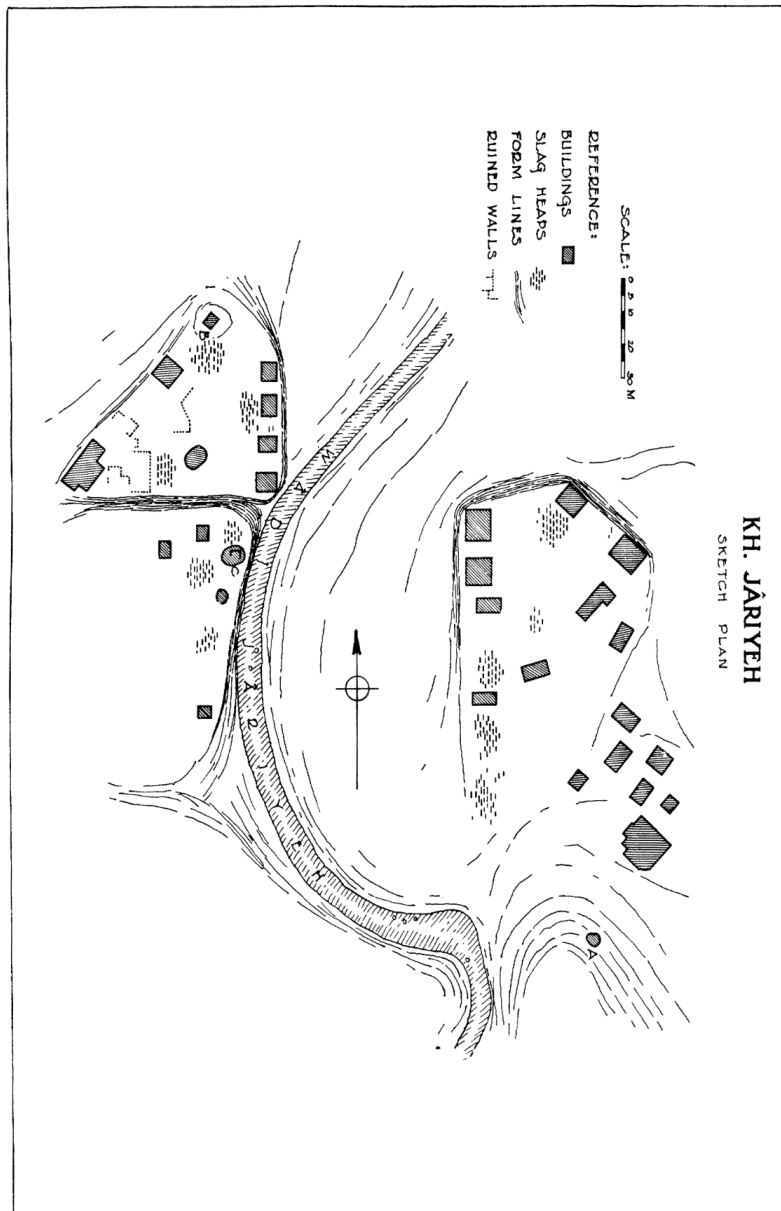 KH. JÂRIYEH
SKETCH PLAN
SCALE: 0 5 10 20 30 M
REFERENCE:
BUILDINGS
SLAG HEAPS
FORM LINES
RUINED WALLS
WADI JÂRIYEH
A
B
C